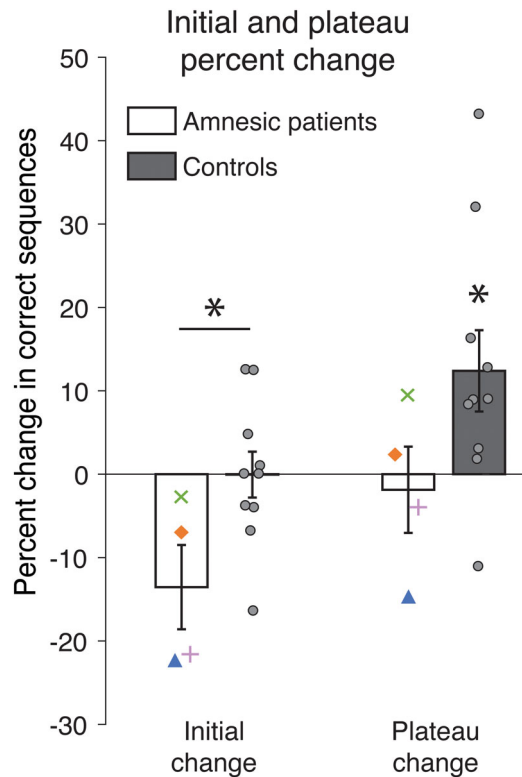 Initial and plateau
percent change
Percent change in correct sequences
50
40
30
20
10
0
-10
-20
-30
Amnesic patients
Controls
*
*
Initial
change
Plateau
change